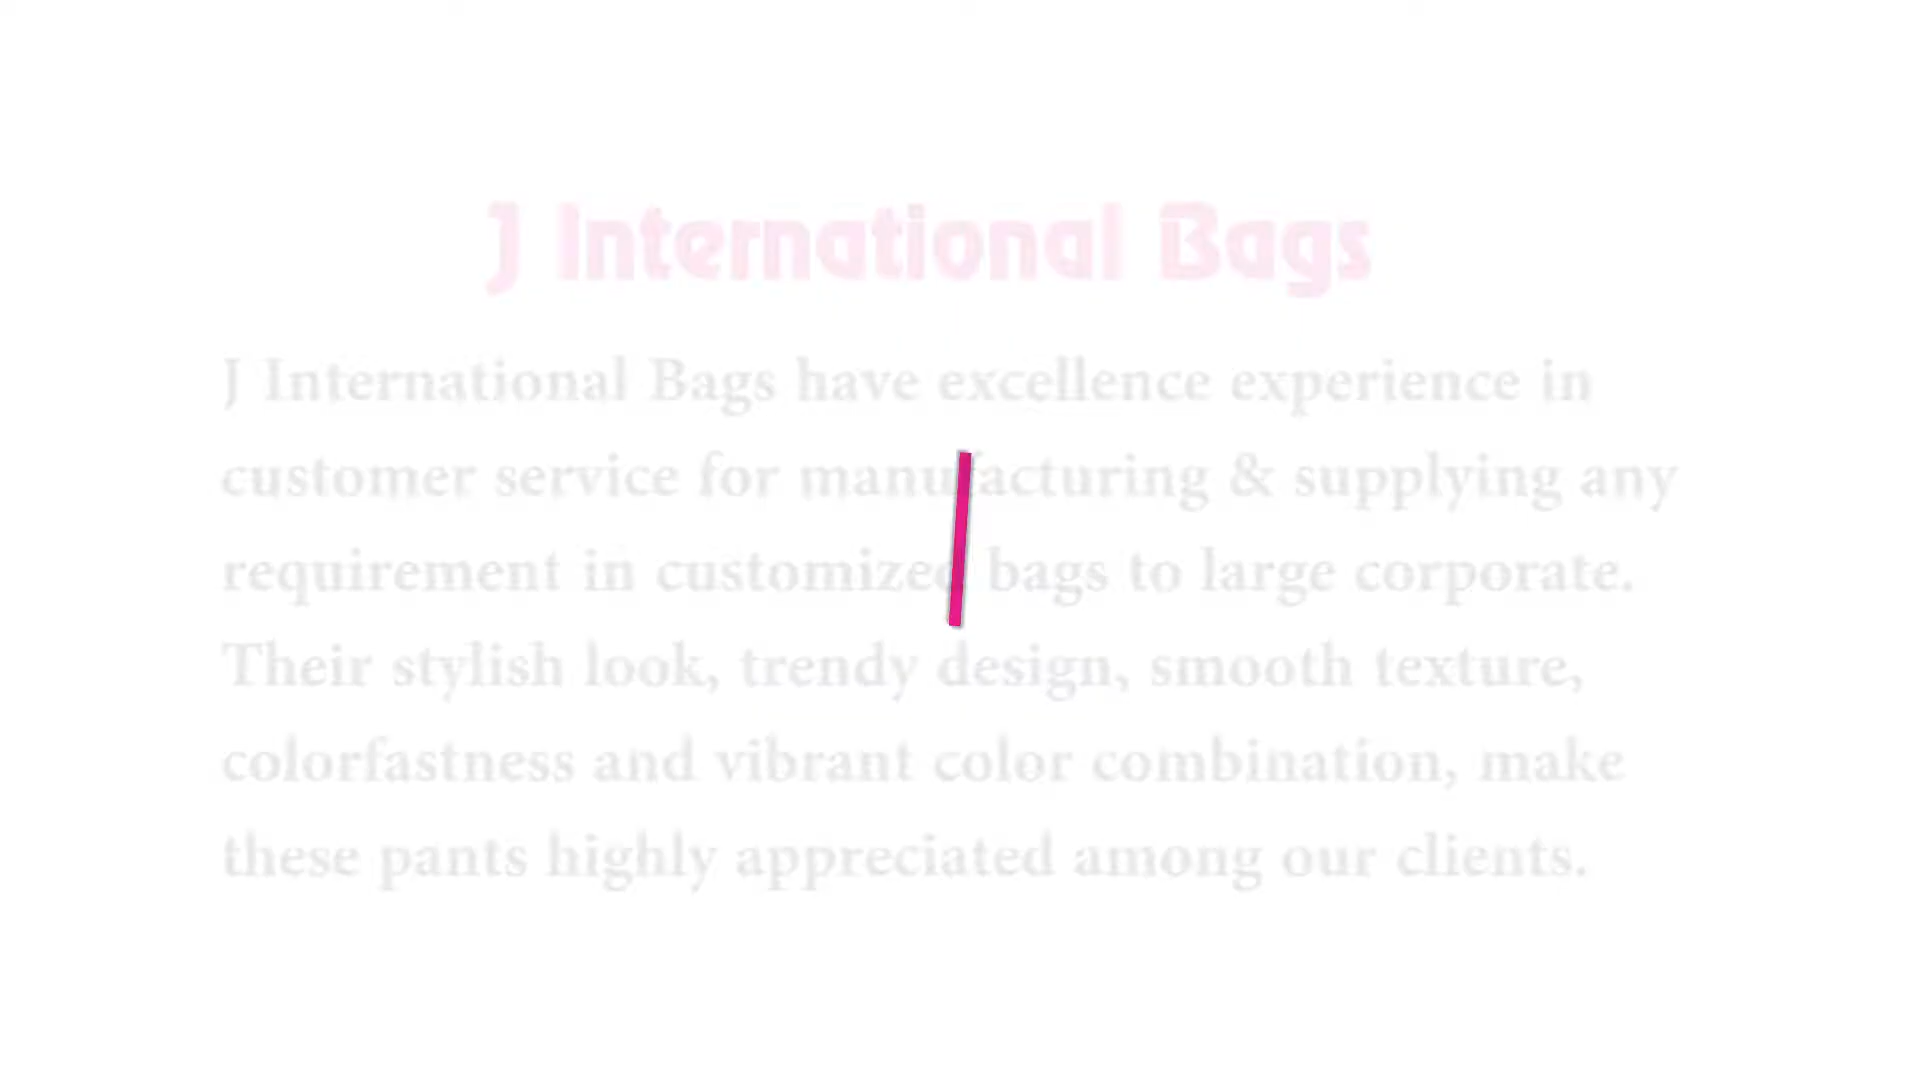 J International Bags
J International Bags have excellence experience in
customer service for manufacturing & supplying any
requirement in customized bags to large corporate.
Their stylish look, trendy design, smooth texture,
colorfastness and vibrant color combination, make
these pants highly appreciated among our clients.